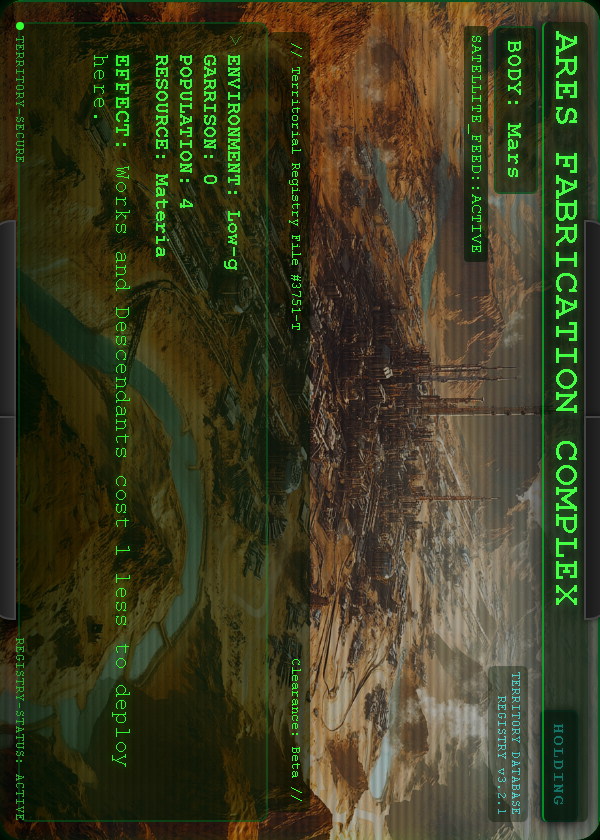 ARES FABRICATION COMPLEX
HOLDING
BODY: Mars
TERRITORY DATABASE
REGISTRY v3.2.1
SATELLITE_FEED::ACTIVE
// Territorial Registry File #3751-T
Clearance: Beta //
> ENVIRONMENT: Low-g
GARRISON: 0
POPULATION: 4
RESOURCE: Materia
EFFECT: Works and Descendants cost 1 less to deploy
here.
● TERRITORY-SECURE
REGISTRY-STATUS: ACTIVE